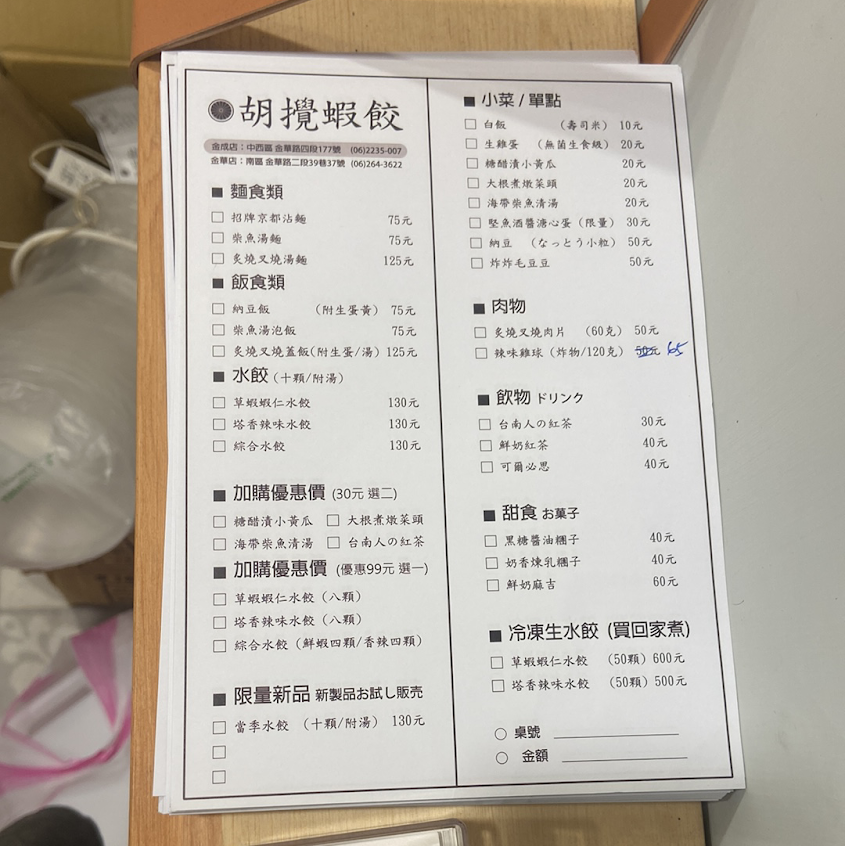 胡攪蝦餃
金成店：中西區 金華路四段177號 (06)2235-007
金華店：南區 金華路二段39巷37號 (06)264-3622
■ 麵食類
□ 招牌京都沾麵 75元
□ 柴魚湯麵 75元
□ 炙燒叉燒湯麵 125元
■ 飯食類
□ 納豆飯 (附生蛋黃) 75元
□ 柴魚湯泡飯 75元
□ 炙燒叉燒蓋飯(附生蛋/湯) 125元
■ 水餃 (十顆/附湯)
□ 草蝦蝦仁水餃 130元
□ 塔香辣味水餃 130元
□ 綜合水餃 130元
■ 加購優惠價 (30元 選二)
□ 糖醋漬小黃瓜 □ 大根煮燉菜頭
□ 海帶柴魚清湯 □ 台南人の紅茶
■ 加購優惠價 (優惠99元 選一)
□ 草蝦蝦仁水餃 (八顆)
□ 塔香辣味水餃 (八顆)
□ 綜合水餃 (鮮蝦四顆/香辣四顆)
■ 限量新品 新製品お試し販売
□ 當季水餃 (十顆/附湯) 130元
□
□
■ 小菜 / 單點
□ 白飯 (壽司米) 10元
□ 生雞蛋 (無菌生食級) 20元
□ 糖醋漬小黃瓜 20元
□ 大根煮燉菜頭 20元
□ 海帶柴魚清湯 20元
□ 堅魚酒醬溏心蛋 (限量) 30元
□ 納豆 (なっとう小粒) 50元
□ 炸炸毛豆豆 50元
■ 肉物
□ 炙燒叉燒肉片 (60克) 50元
□ 辣味雞球 (炸物/120克) 50元 65
■ 飲物 ドリンク
□ 台南人の紅茶 30元
□ 鮮奶紅茶 40元
□ 可爾必思 40元
■ 甜食 お菓子
□ 黑糖醬油糰子 40元
□ 奶香煉乳糰子 40元
□ 鮮奶麻吉 60元
■ 冷凍生水餃 (買回家煮)
□ 草蝦蝦仁水餃 (50顆) 600元
□ 塔香辣味水餃 (50顆) 500元
○ 桌號
○ 金額